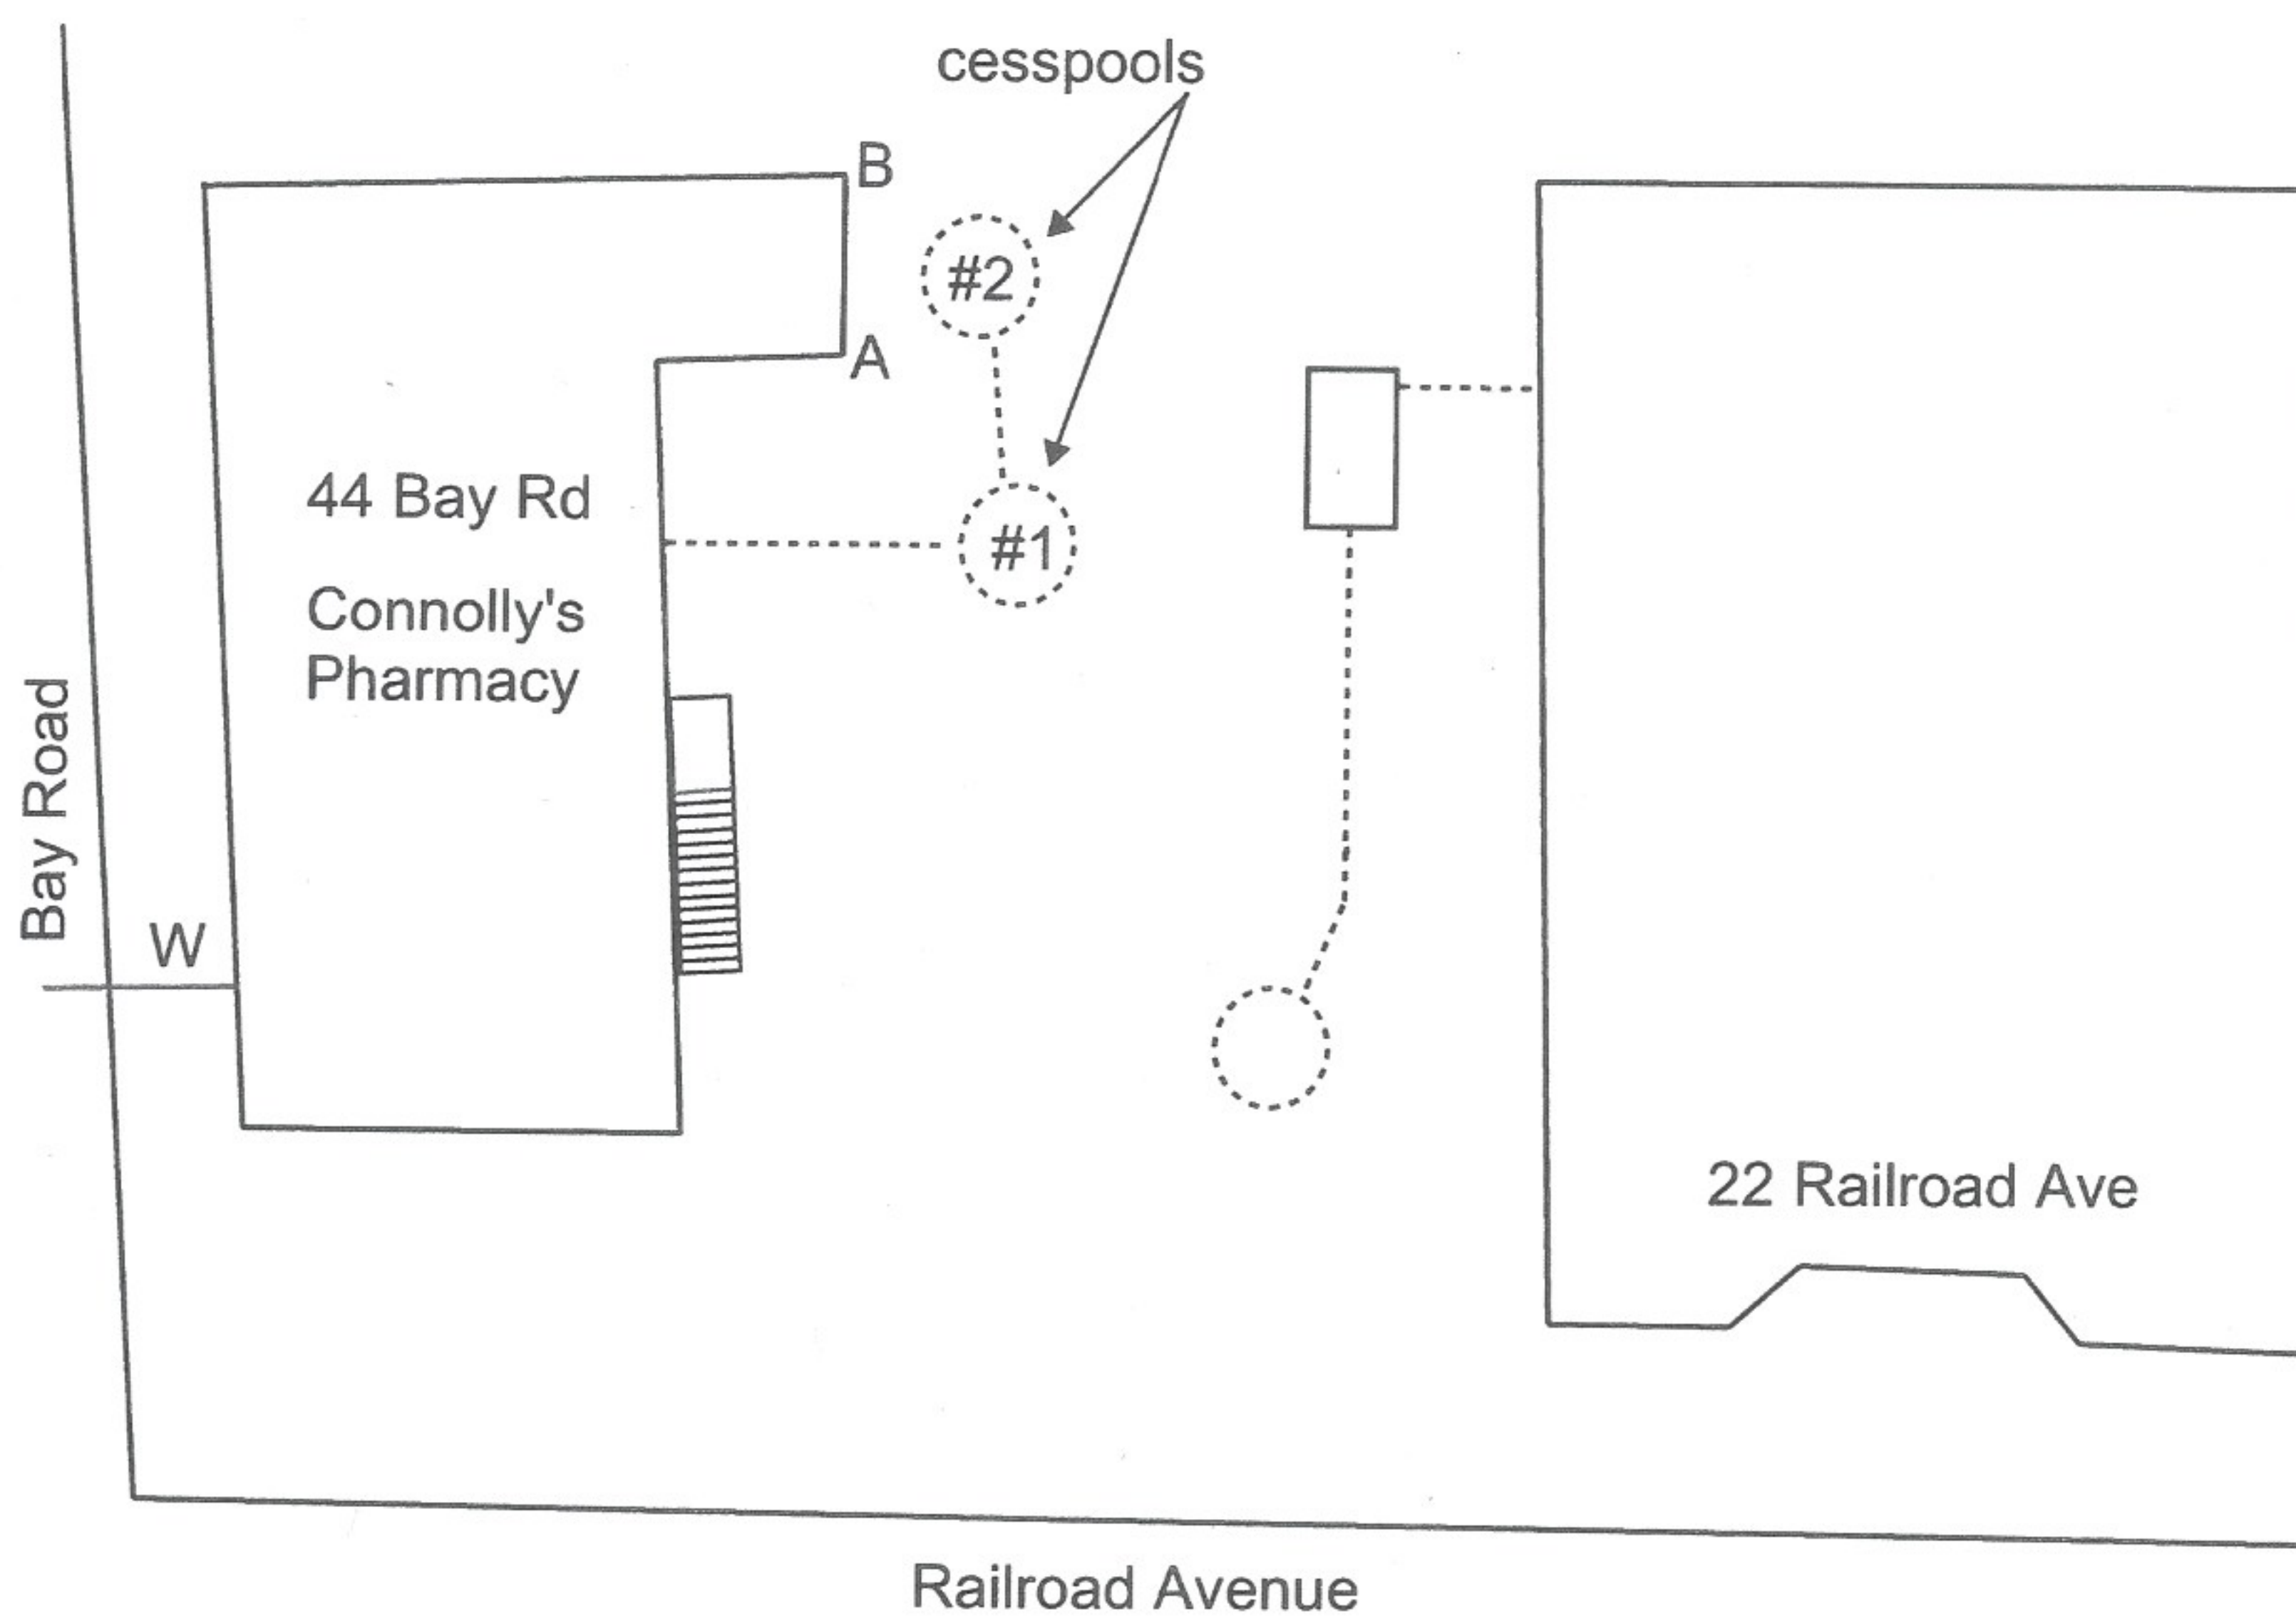 cesspools
B
#2
A
44 Bay Rd
#1
Connolly's
Pharmacy
Bay Road
W
22 Railroad Ave
Railroad Avenue